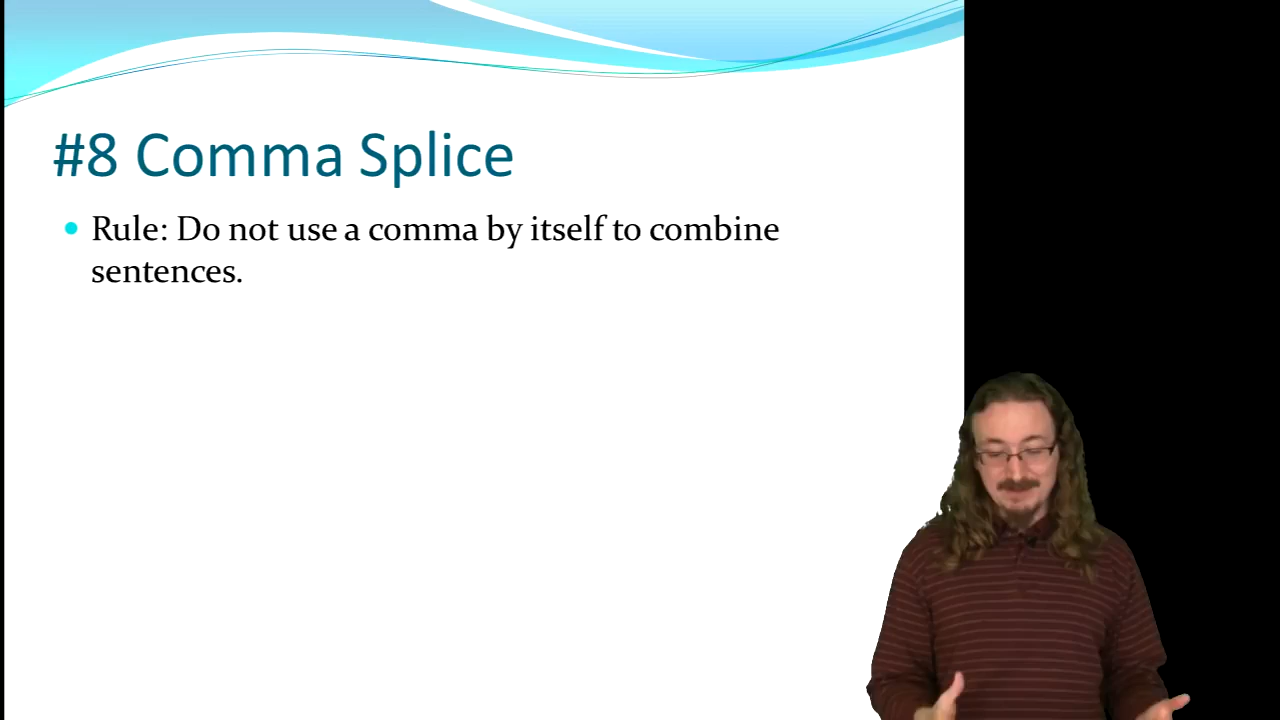 #8 Comma Splice
Rule: Do not use a comma by itself to combine
sentences.